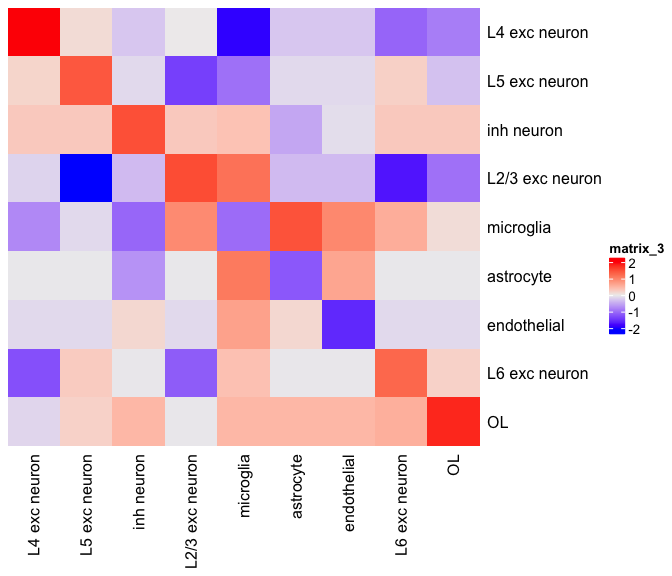 L4 exc neuron
L5 exc neuron
inh neuron
L2/3 exc neuron
microglia
astrocyte
endothelial
L6 exc neuron
OL
matrix_3
2
1
0
-1
-2
L4 exc neuron
L5 exc neuron
inh neuron
L2/3 exc neuron
microglia
astrocyte
endothelial
L6 exc neuron
OL